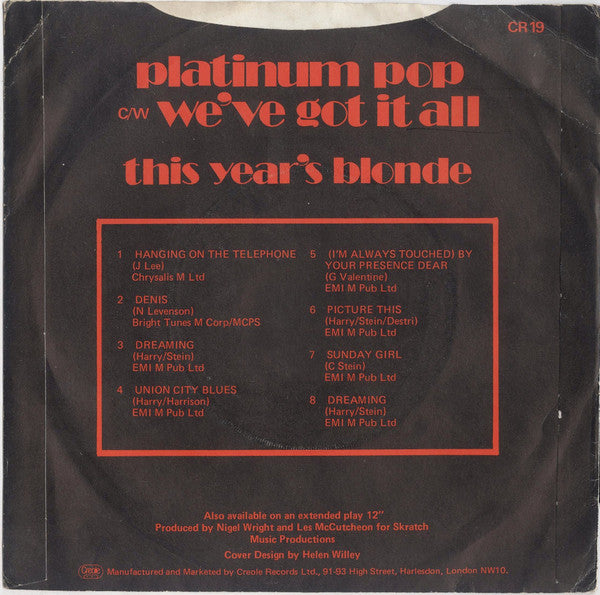 CR 19
platinum pop
c/w we've got it all
this year's blonde
1 HANGING ON THE TELEPHONE
(J Lee)
Chrysalis M Ltd
2 DENIS
(N Levenson)
Bright Tunes M Corp/MCPS
3 DREAMING
(Harry/Stein)
EMI M Pub Ltd
4 UNION CITY BLUES
(Harry/Harrison)
EMI M Pub Ltd
5 (I'M ALWAYS TOUCHED) BY
YOUR PRESENCE DEAR
(G Valentine)
EMI M Pub Ltd
6 PICTURE THIS
(Harry/Stein/Destri)
EMI M Pub Ltd
7 SUNDAY GIRL
(C Stein)
EMI M Pub Ltd
8 DREAMING
(Harry/Stein)
EMI M Pub Ltd
Also available on an extended play 12"
Produced by Nigel Wright and Les McCutcheon for Skratch
Music Productions
Cover Design by Helen Willey
Creole Manufactured and Marketed by Creole Records Ltd., 91-93 High Street, Harlesdon, London NW10.